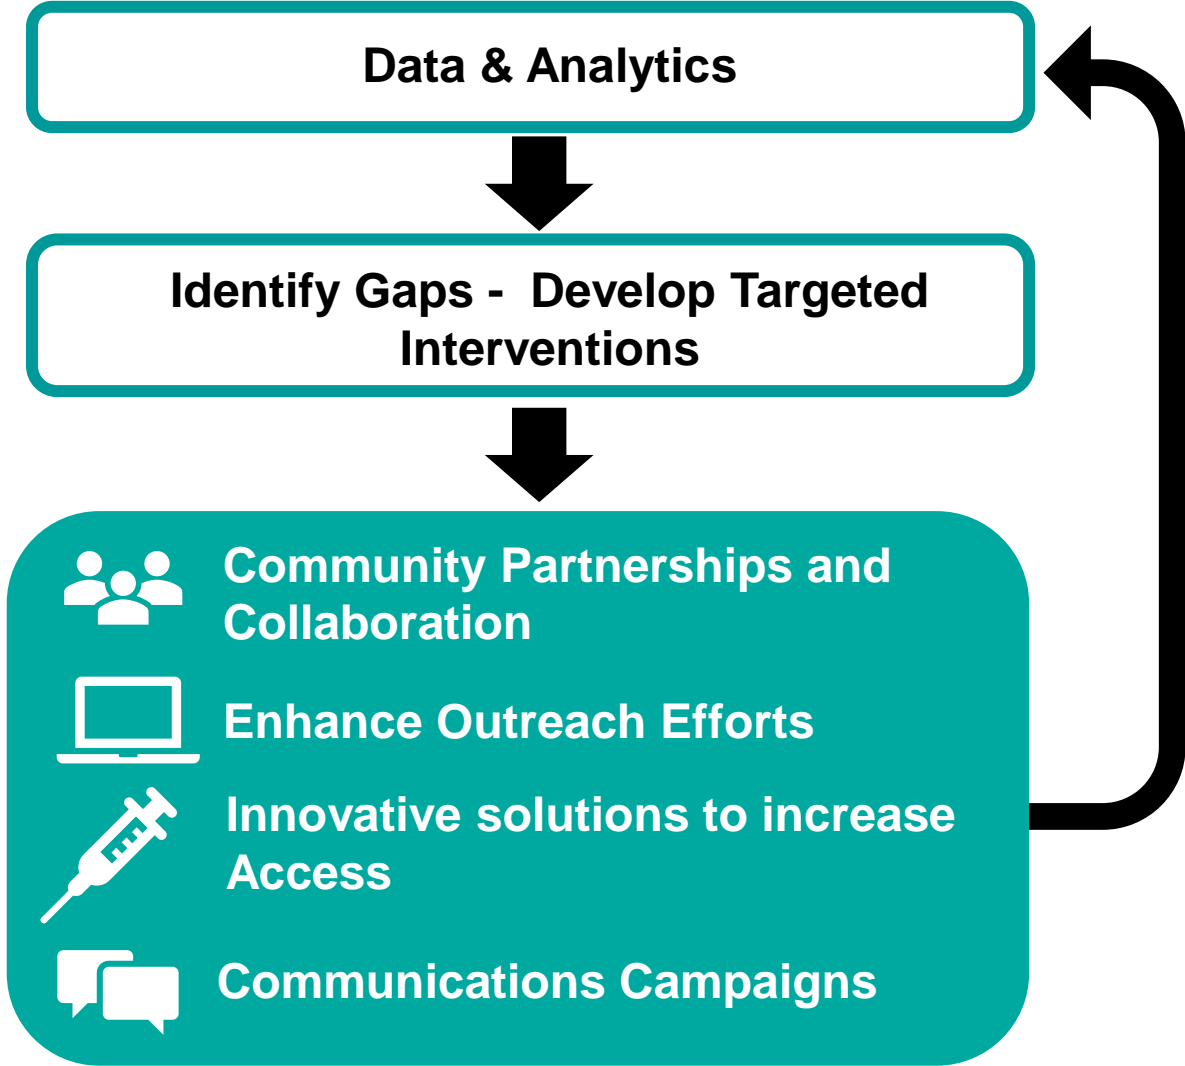 Data & Analytics
Identify Gaps -  Develop Targeted
Interventions
Community Partnerships and
Collaboration
Enhance Outreach Efforts
Innovative solutions to increase
Access
Communications Campaigns